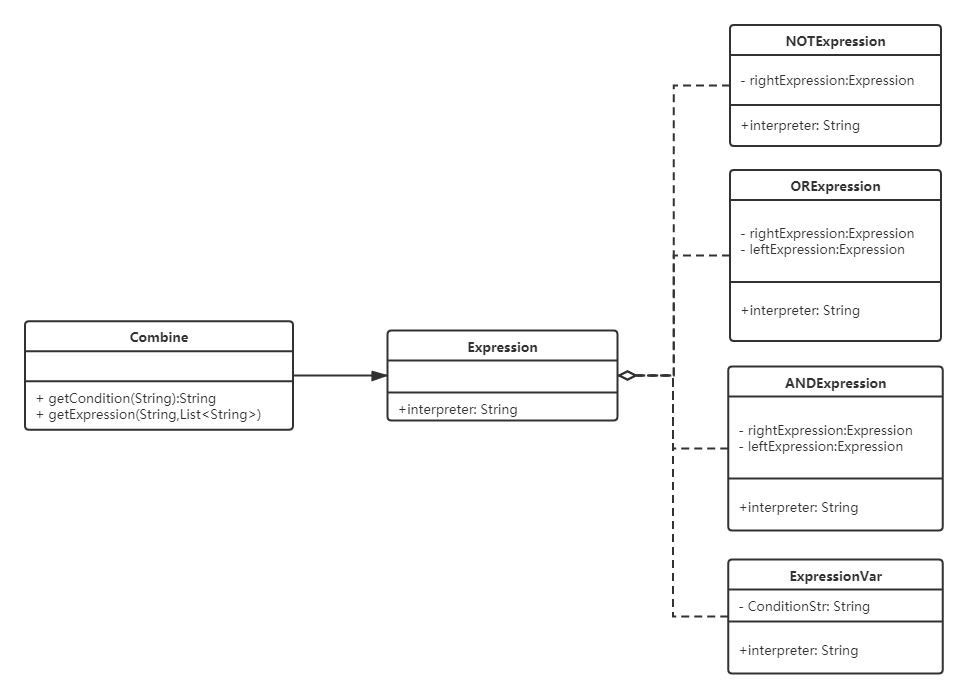 NOTExpression
- rightExpression:Expression
+interpreter: String
ORExpression
- rightExpression:Expression
- leftExpression:Expression
+interpreter: String
Combine
+ getCondition(String):String
+ getExpression(String,List<String>)
Expression
+interpreter: String
ANDExpression
- rightExpression:Expression
- leftExpression:Expression
+interpreter: String
ExpressionVar
- ConditionStr: String
+interpreter: String